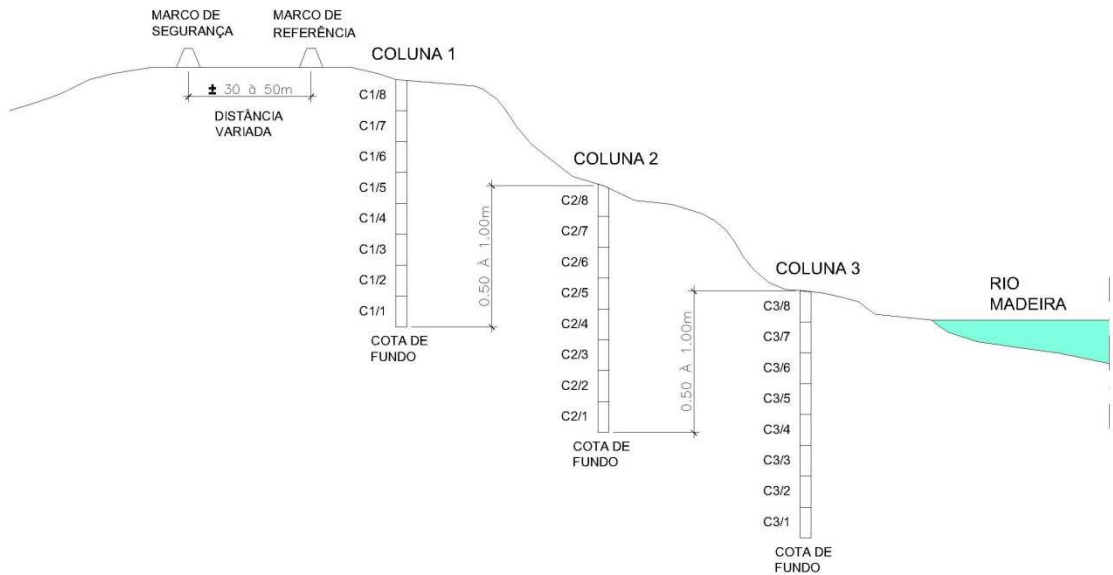 MARCO DE
SEGURANÇA
MARCO DE
REFERÊNCIA
± 30 à 50m
DISTÂNCIA
VARIADA
COLUNA 1
C1/8
C1/7
C1/6
C1/5
C1/4
C1/3
C1/2
C1/1
COTA DE
FUNDO
0.50 À 1.00m
COLUNA 2
C2/8
C2/7
C2/6
C2/5
C2/4
C2/3
C2/2
C2/1
COTA DE
FUNDO
0.50 À 1.00m
COLUNA 3
C3/8
C3/7
C3/6
C3/5
C3/4
C3/3
C3/2
C3/1
COTA DE
FUNDO
RIO
MADEIRA